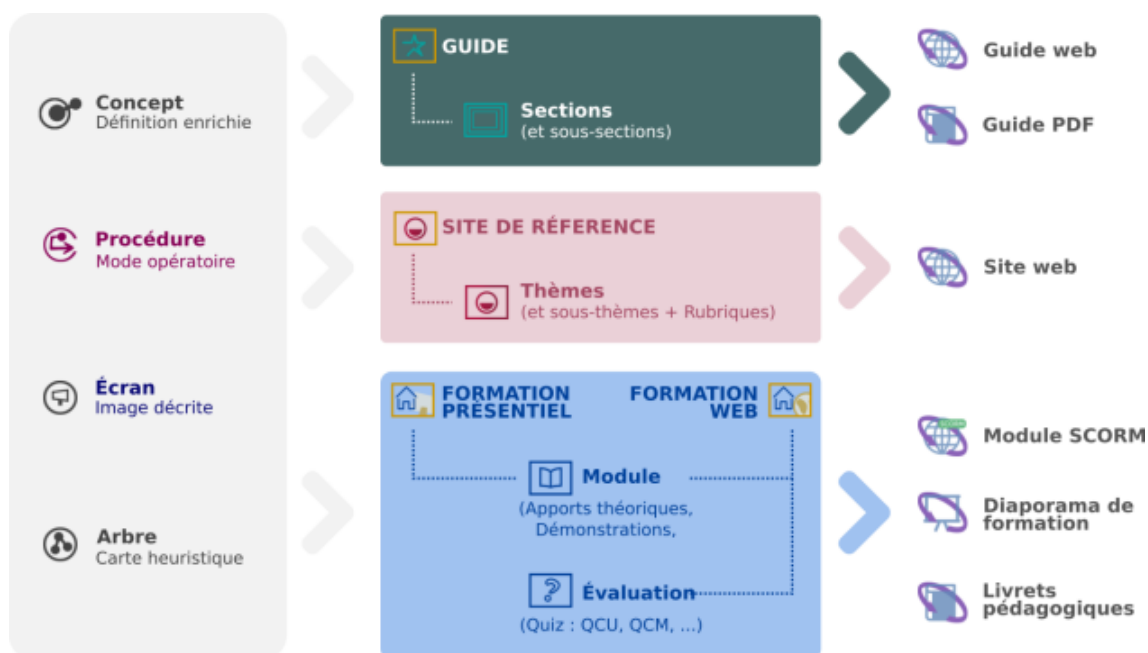 Concept
Définition enrichie
Procédure
Mode opératoire
Écran
Image décrite
Arbre
Carte heuristique
GUIDE
Sections
(et sous-sections)
SITE DE RÉFERENCE
Thèmes
(et sous-thèmes + Rubriques)
FORMATION
PRÉSENTIEL
FORMATION
WEB
Module
(Apports théoriques,
Démonstrations,
Évaluation
(Quiz : QCU, QCM, ...)
Guide web
Guide PDF
Site web
SCORM
Module SCORM
Diaporama de
formation
Livrets
pédagogiques